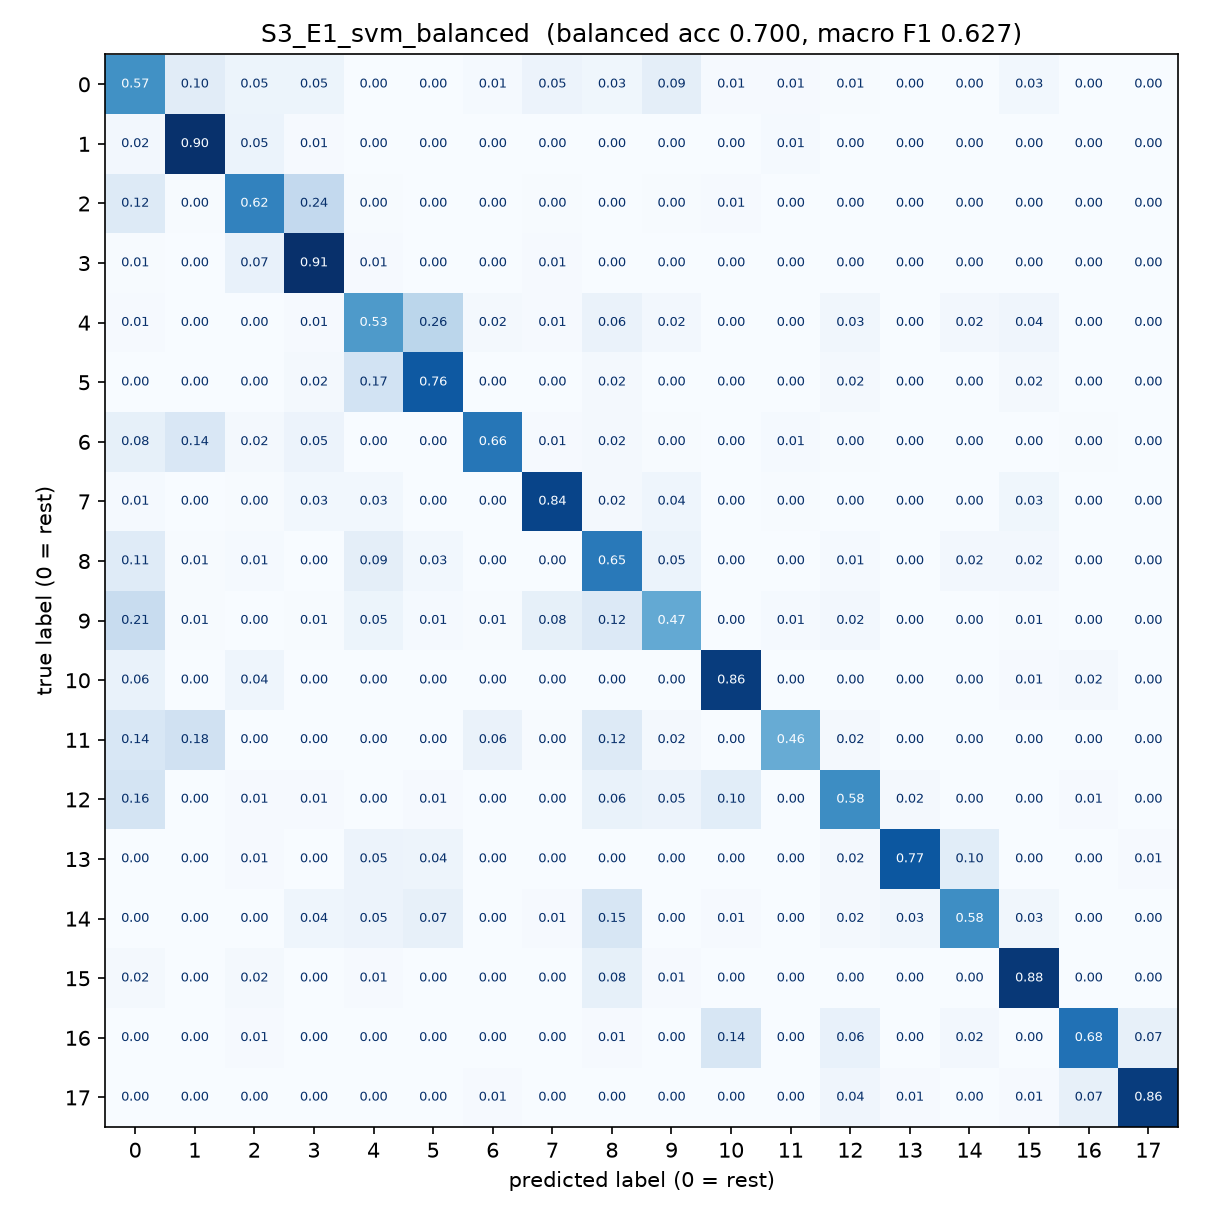 S3_E1_svm_balanced (balanced acc 0.700, macro F1 0.627)
true label (0 = rest)
0 0.57 0.10 0.05 0.05 0.00 0.00 0.01 0.05 0.03 0.09 0.01 0.01 0.01 0.00 0.00 0.03 0.00 0.00
1 0.02 0.90 0.05 0.01 0.00 0.00 0.00 0.00 0.00 0.00 0.00 0.01 0.00 0.00 0.00 0.00 0.00 0.00
2 0.12 0.00 0.62 0.24 0.00 0.00 0.00 0.00 0.00 0.00 0.01 0.00 0.00 0.00 0.00 0.00 0.00 0.00
3 0.01 0.00 0.07 0.91 0.01 0.00 0.00 0.01 0.00 0.00 0.00 0.00 0.00 0.00 0.00 0.00 0.00 0.00
4 0.01 0.00 0.00 0.01 0.53 0.26 0.02 0.01 0.06 0.02 0.00 0.00 0.03 0.00 0.02 0.04 0.00 0.00
5 0.00 0.00 0.00 0.02 0.17 0.76 0.00 0.00 0.02 0.00 0.00 0.00 0.02 0.00 0.00 0.02 0.00 0.00
6 0.08 0.14 0.02 0.05 0.00 0.00 0.66 0.01 0.02 0.00 0.00 0.01 0.00 0.00 0.00 0.00 0.00 0.00
7 0.01 0.00 0.00 0.03 0.03 0.00 0.00 0.84 0.02 0.04 0.00 0.00 0.00 0.00 0.00 0.03 0.00 0.00
8 0.11 0.01 0.01 0.00 0.09 0.03 0.00 0.00 0.65 0.05 0.00 0.00 0.01 0.00 0.02 0.02 0.00 0.00
9 0.21 0.01 0.00 0.01 0.05 0.01 0.01 0.08 0.12 0.47 0.00 0.01 0.02 0.00 0.00 0.01 0.00 0.00
10 0.06 0.00 0.04 0.00 0.00 0.00 0.00 0.00 0.00 0.00 0.86 0.00 0.00 0.00 0.00 0.01 0.02 0.00
11 0.14 0.18 0.00 0.00 0.00 0.00 0.06 0.00 0.12 0.02 0.00 0.46 0.02 0.00 0.00 0.00 0.00 0.00
12 0.16 0.00 0.01 0.01 0.00 0.01 0.00 0.00 0.06 0.05 0.10 0.00 0.58 0.02 0.00 0.00 0.01 0.00
13 0.00 0.00 0.01 0.00 0.05 0.04 0.00 0.00 0.00 0.00 0.00 0.00 0.02 0.77 0.10 0.00 0.00 0.01
14 0.00 0.00 0.00 0.04 0.05 0.07 0.00 0.01 0.15 0.00 0.01 0.00 0.02 0.03 0.58 0.03 0.00 0.00
15 0.02 0.00 0.02 0.00 0.01 0.00 0.00 0.00 0.08 0.01 0.00 0.00 0.00 0.00 0.00 0.88 0.00 0.00
16 0.00 0.00 0.01 0.00 0.00 0.00 0.00 0.00 0.01 0.00 0.14 0.00 0.06 0.00 0.02 0.00 0.68 0.07
17 0.00 0.00 0.00 0.00 0.00 0.00 0.01 0.00 0.00 0.00 0.00 0.00 0.04 0.01 0.00 0.01 0.07 0.86
0 1 2 3 4 5 6 7 8 9 10 11 12 13 14 15 16 17
predicted label (0 = rest)